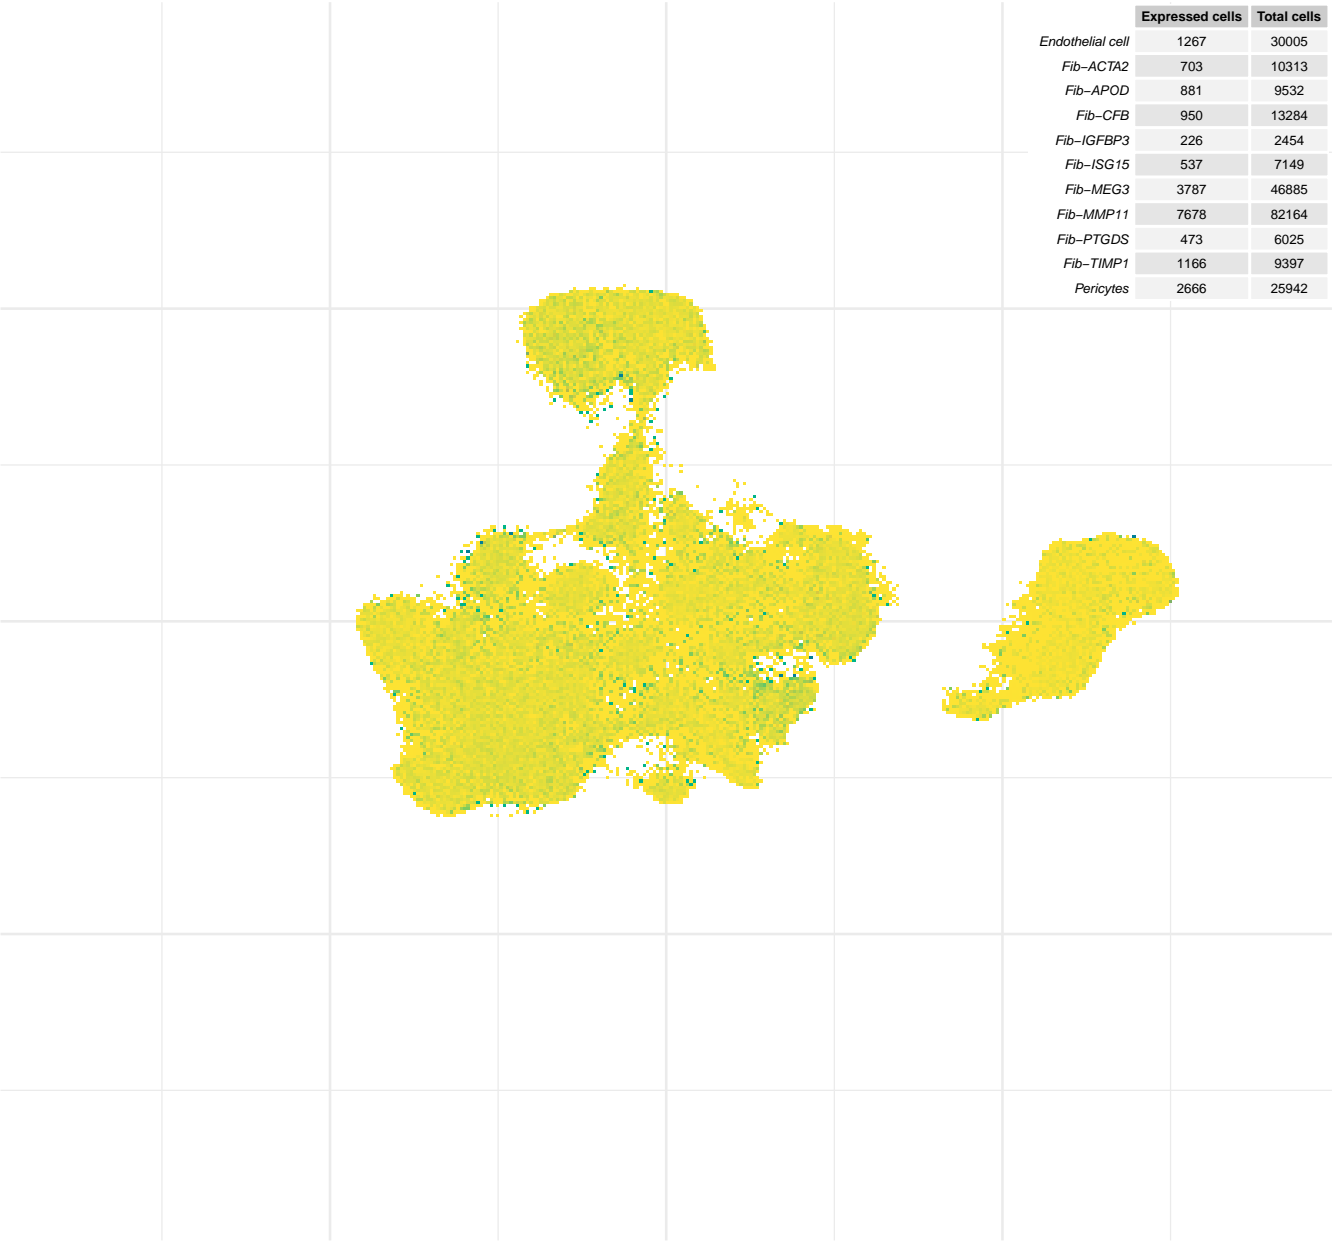 Expressed cells Total cells
Endothelial cell 1267 30005
Fib−ACTA2 703 10313
Fib−APOD 881 9532
Fib−CFB 950 13284
Fib−IGFBP3 226 2454
Fib−ISG15 537 7149
Fib−MEG3 3787 46885
Fib−MMP11 7678 82164
Fib−PTGDS 473 6025
Fib−TIMP1 1166 9397
Pericytes 2666 25942